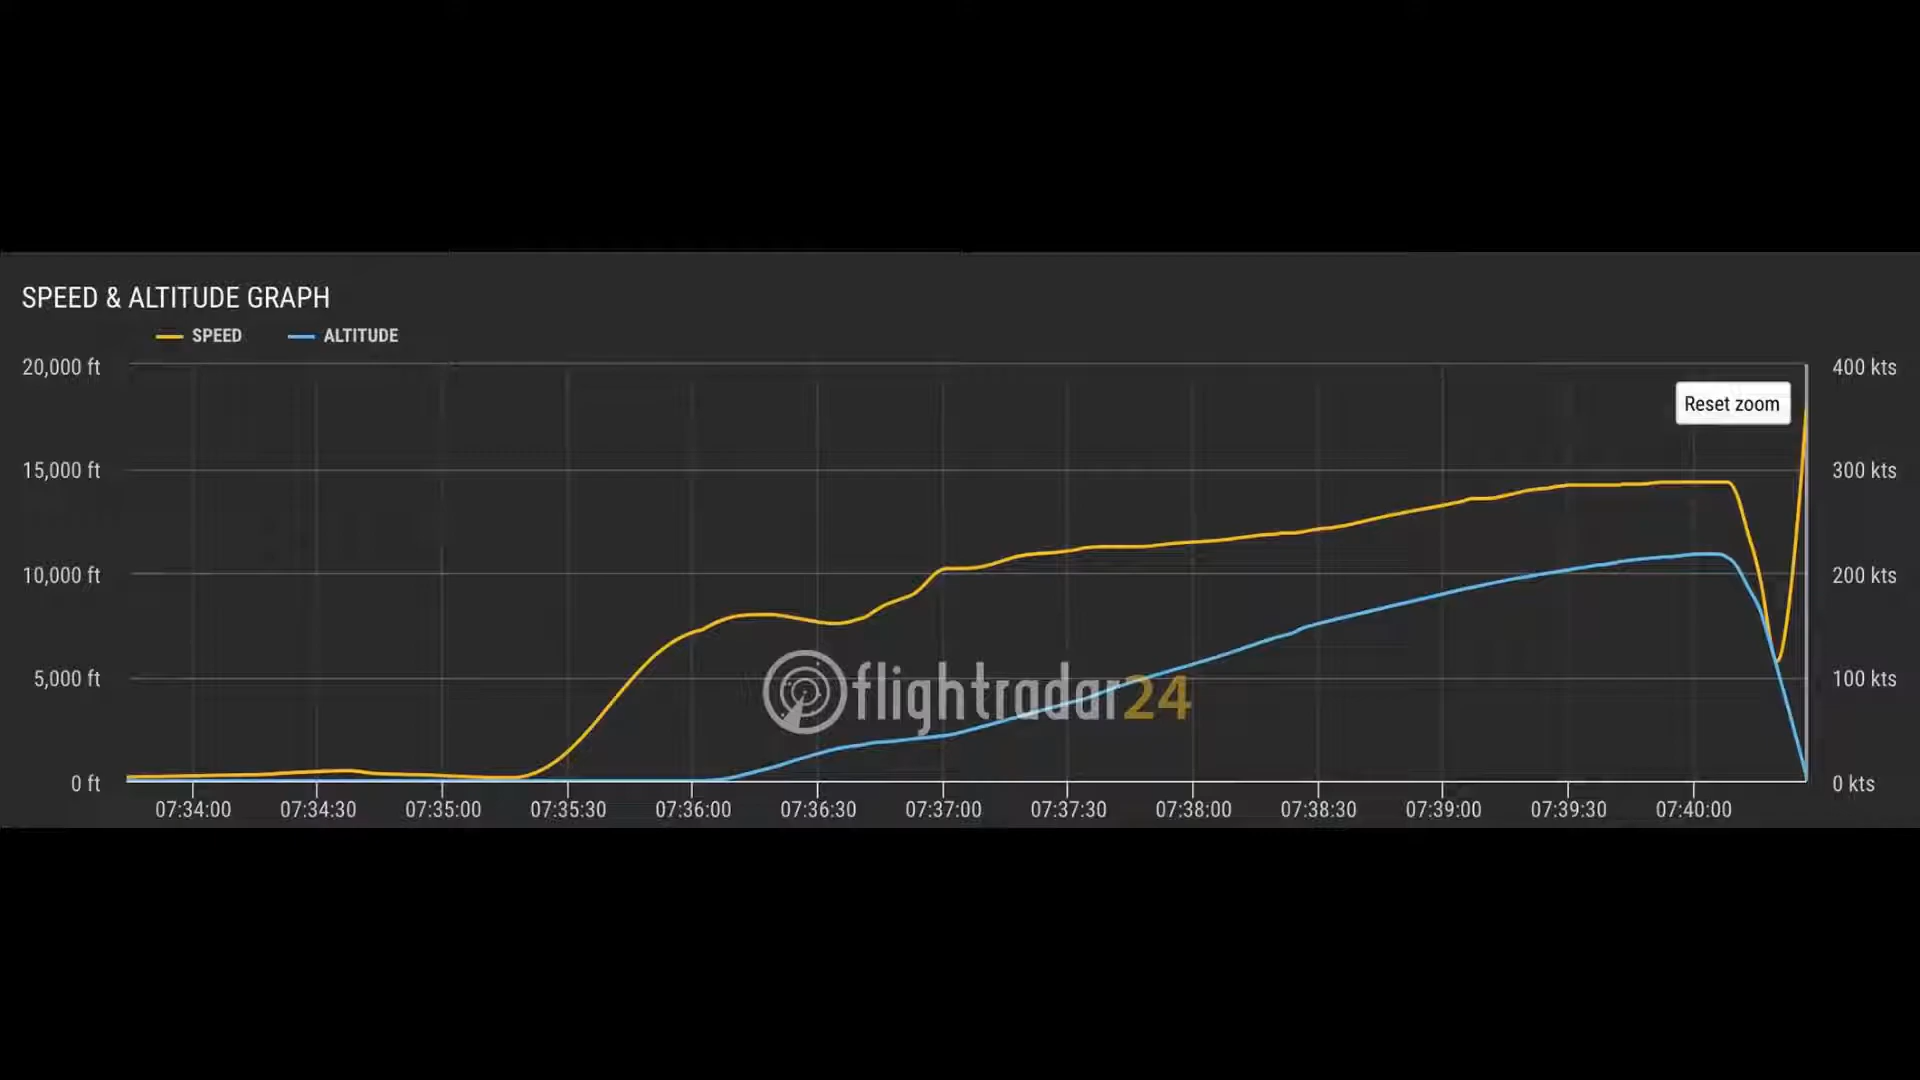 SPEED & ALTITUDE GRAPH
SPEED ALTITUDE
20,000 ft 400 kts
Reset zoom
15,000 ft 300 kts
10,000 ft 200 kts
5,000 ft 100 kts
flightradar24
0 ft 0 kts
07:34:00 07:34:30 07:35:00 07:35:30 07:36:00 07:36:30 07:37:00 07:37:30 07:38:00 07:38:30 07:39:00 07:39:30 07:40:00